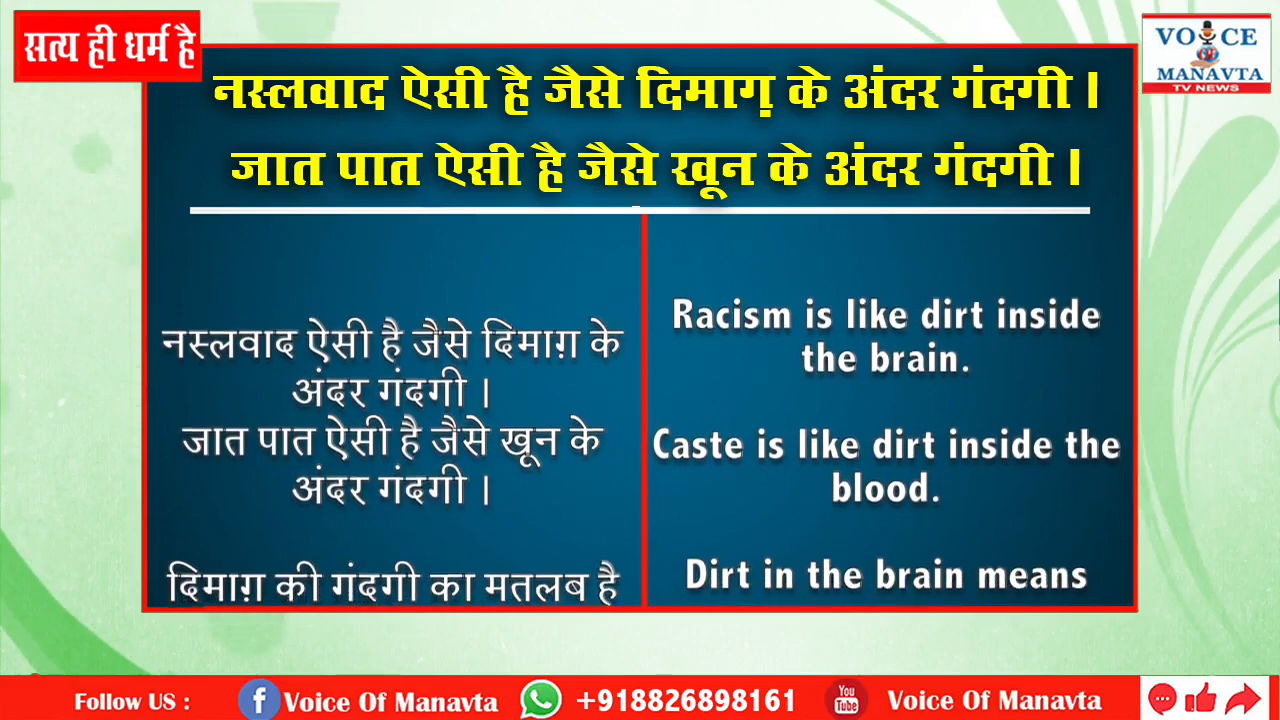 सत्य ही धर्म है
VOICE
MANAVTA
TV NEWS
नस्लवाद ऐसी है जैसे दिमाग़ के अंदर गंदगी ।
जात पात ऐसी है जैसे खून के अंदर गंदगी ।
नस्लवाद ऐसी है जैसे दिमाग़ के
अंदर गंदगी ।
जात पात ऐसी है जैसे खून के
अंदर गंदगी ।
दिमाग़ की गंदगी का मतलब है
Racism is like dirt inside
the brain.
Caste is like dirt inside the
blood.
Dirt in the brain means
Follow US : Voice Of Manavta +918826898161 You Tube Voice Of Manavta